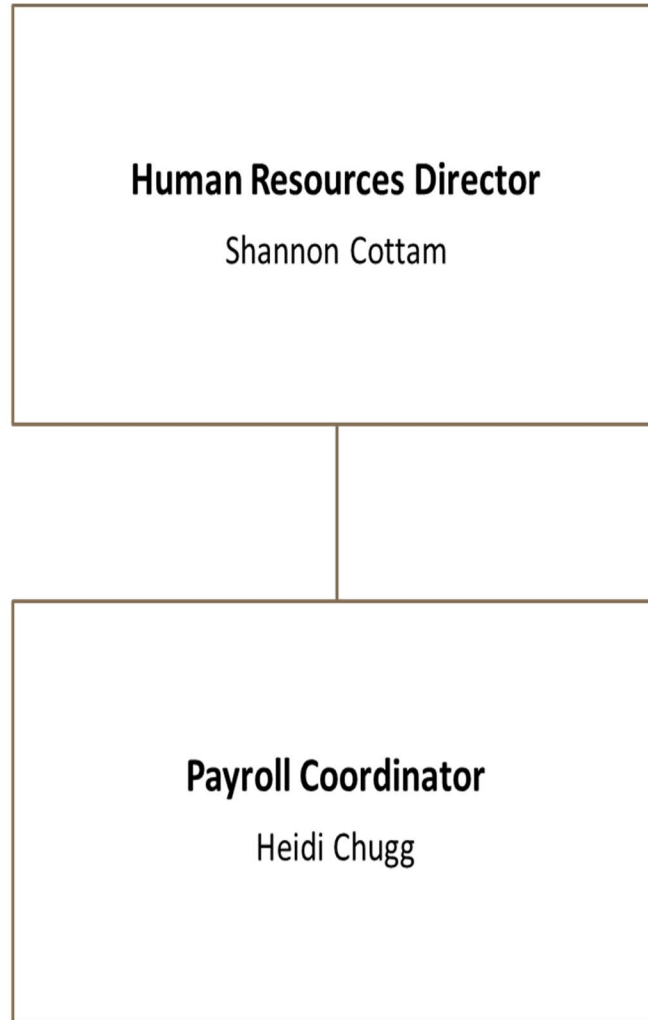 Human Resources Director
Shannon Cottam
Payroll Coordinator
Heidi Chugg